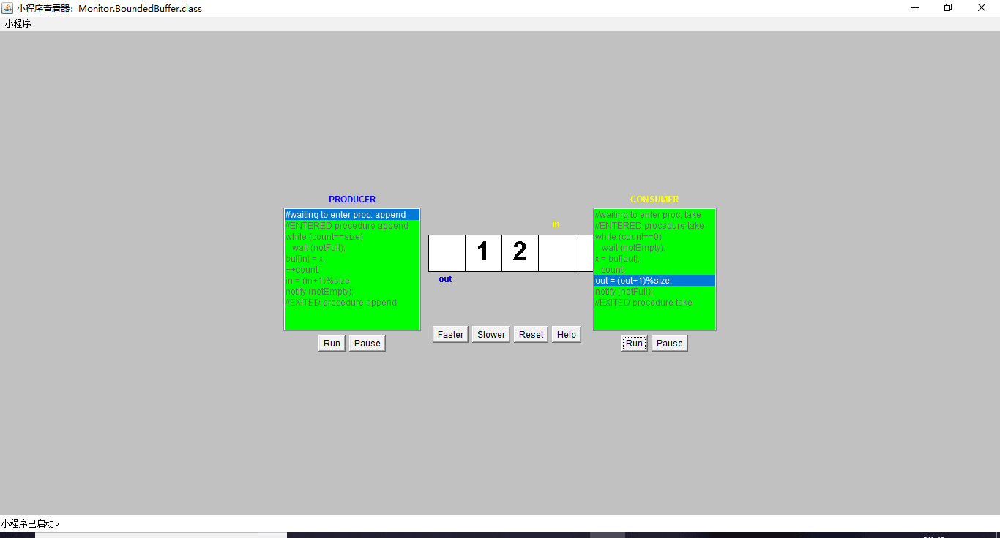 小程序查看器：Monitor.BoundedBuffer.class
小程序
PRODUCER
//waiting to enter proc. append
//ENTERED procedure append
while (count==size)
wait (notFull);
buf[in] = x;
++count;
in = (in+1)%size;
notify (notEmpty);
//EXITED procedure append
Run Pause
in
1 2
out
Faster Slower Reset Help
CONSUMER
//waiting to enter proc. take
//ENTERED procedure take
while (count==0)
wait (notEmpty);
x = buf[out];
--count;
out = (out+1)%size;
notify (notFull);
//EXITED procedure take
Run Pause
小程序已启动。